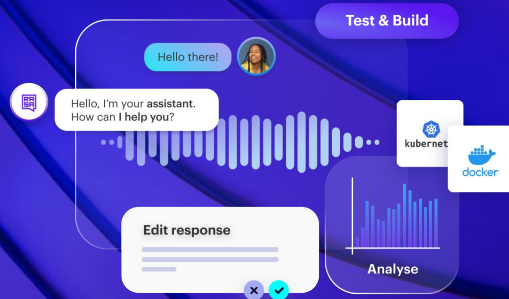 Test & Build
Hello there!
Hello, I'm your assistant.
How can I help you?
kubernet
docker
Edit response
Analyse